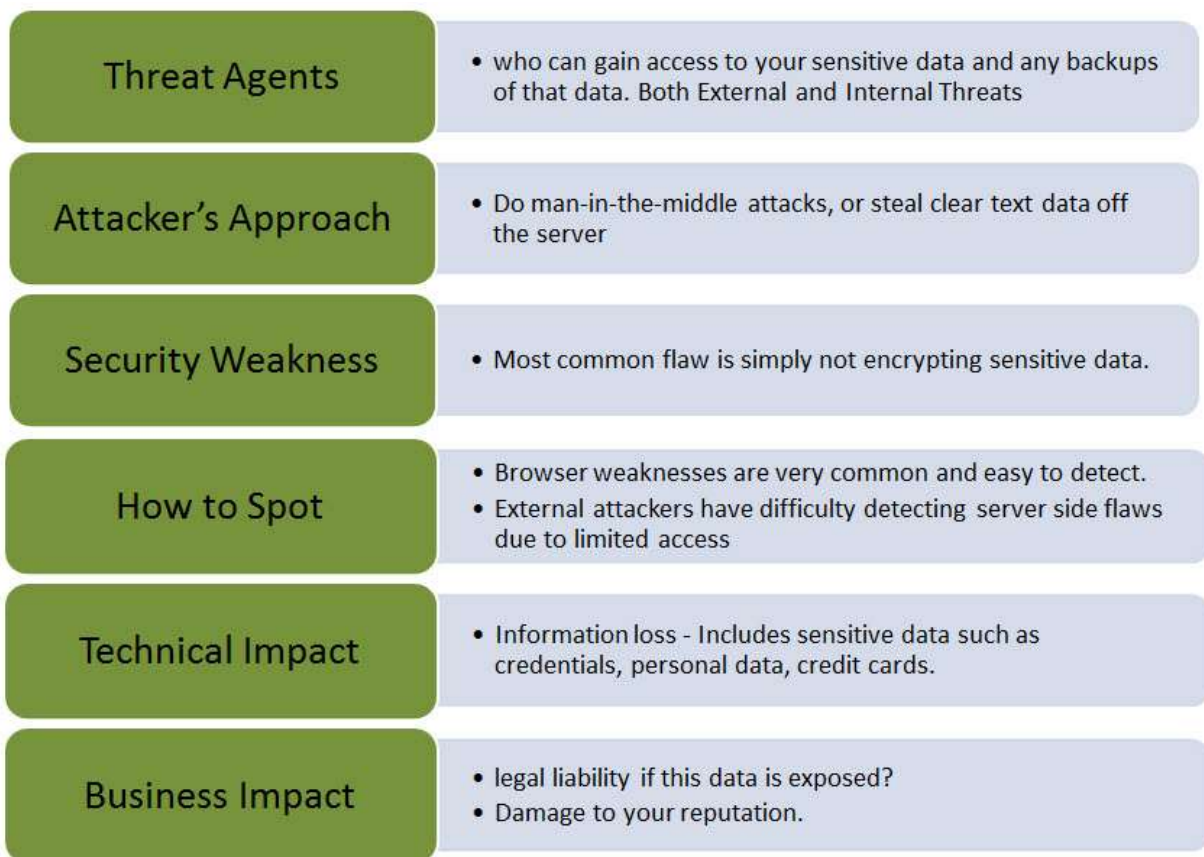 Threat Agents
• who can gain access to your sensitive data and any backups
of that data. Both External and Internal Threats
Attacker’s Approach
• Do man-in-the-middle attacks, or steal clear text data off
the server
Security Weakness
• Most common flaw is simply not encrypting sensitive data.
How to Spot
• Browser weaknesses are very common and easy to detect.
• External attackers have difficulty detecting server side flaws
due to limited access
Technical Impact
• Information loss - Includes sensitive data such as
credentials, personal data, credit cards.
Business Impact
• legal liability if this data is exposed?
• Damage to your reputation.